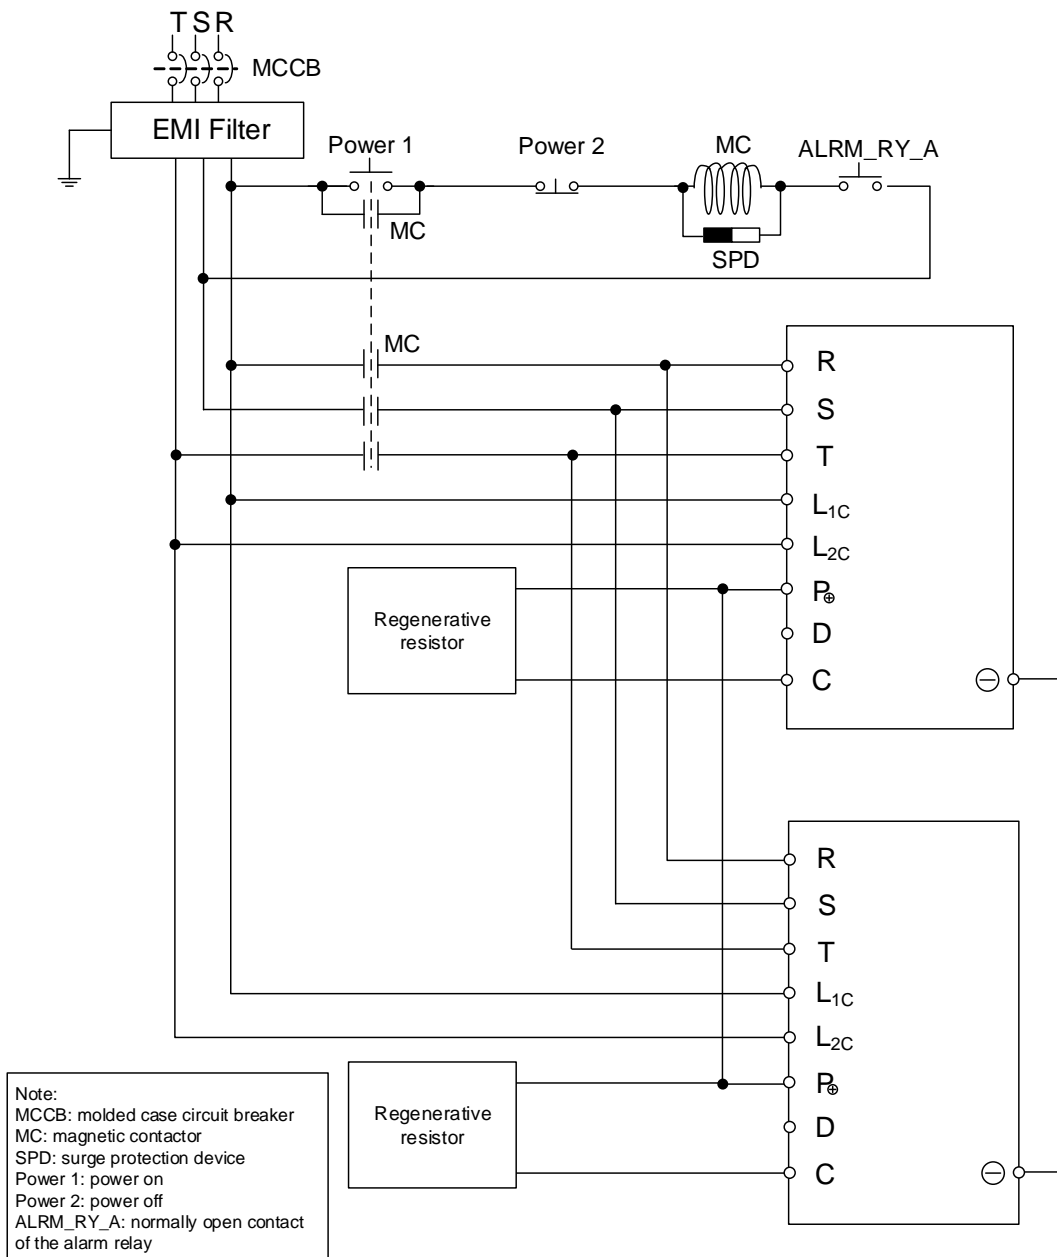 T S R
MCCB
EMI Filter
Power 1
Power 2
MC
ALRM_RY_A
MC
SPD
MC
R
S
T
L1C
L2C
P⊕
D
C
⊖
Regenerative
resistor
R
S
T
L1C
L2C
P⊕
D
C
⊖
Regenerative
resistor
Note:
MCCB: molded case circuit breaker
MC: magnetic contactor
SPD: surge protection device
Power 1: power on
Power 2: power off
ALRM_RY_A: normally open contact
of the alarm relay